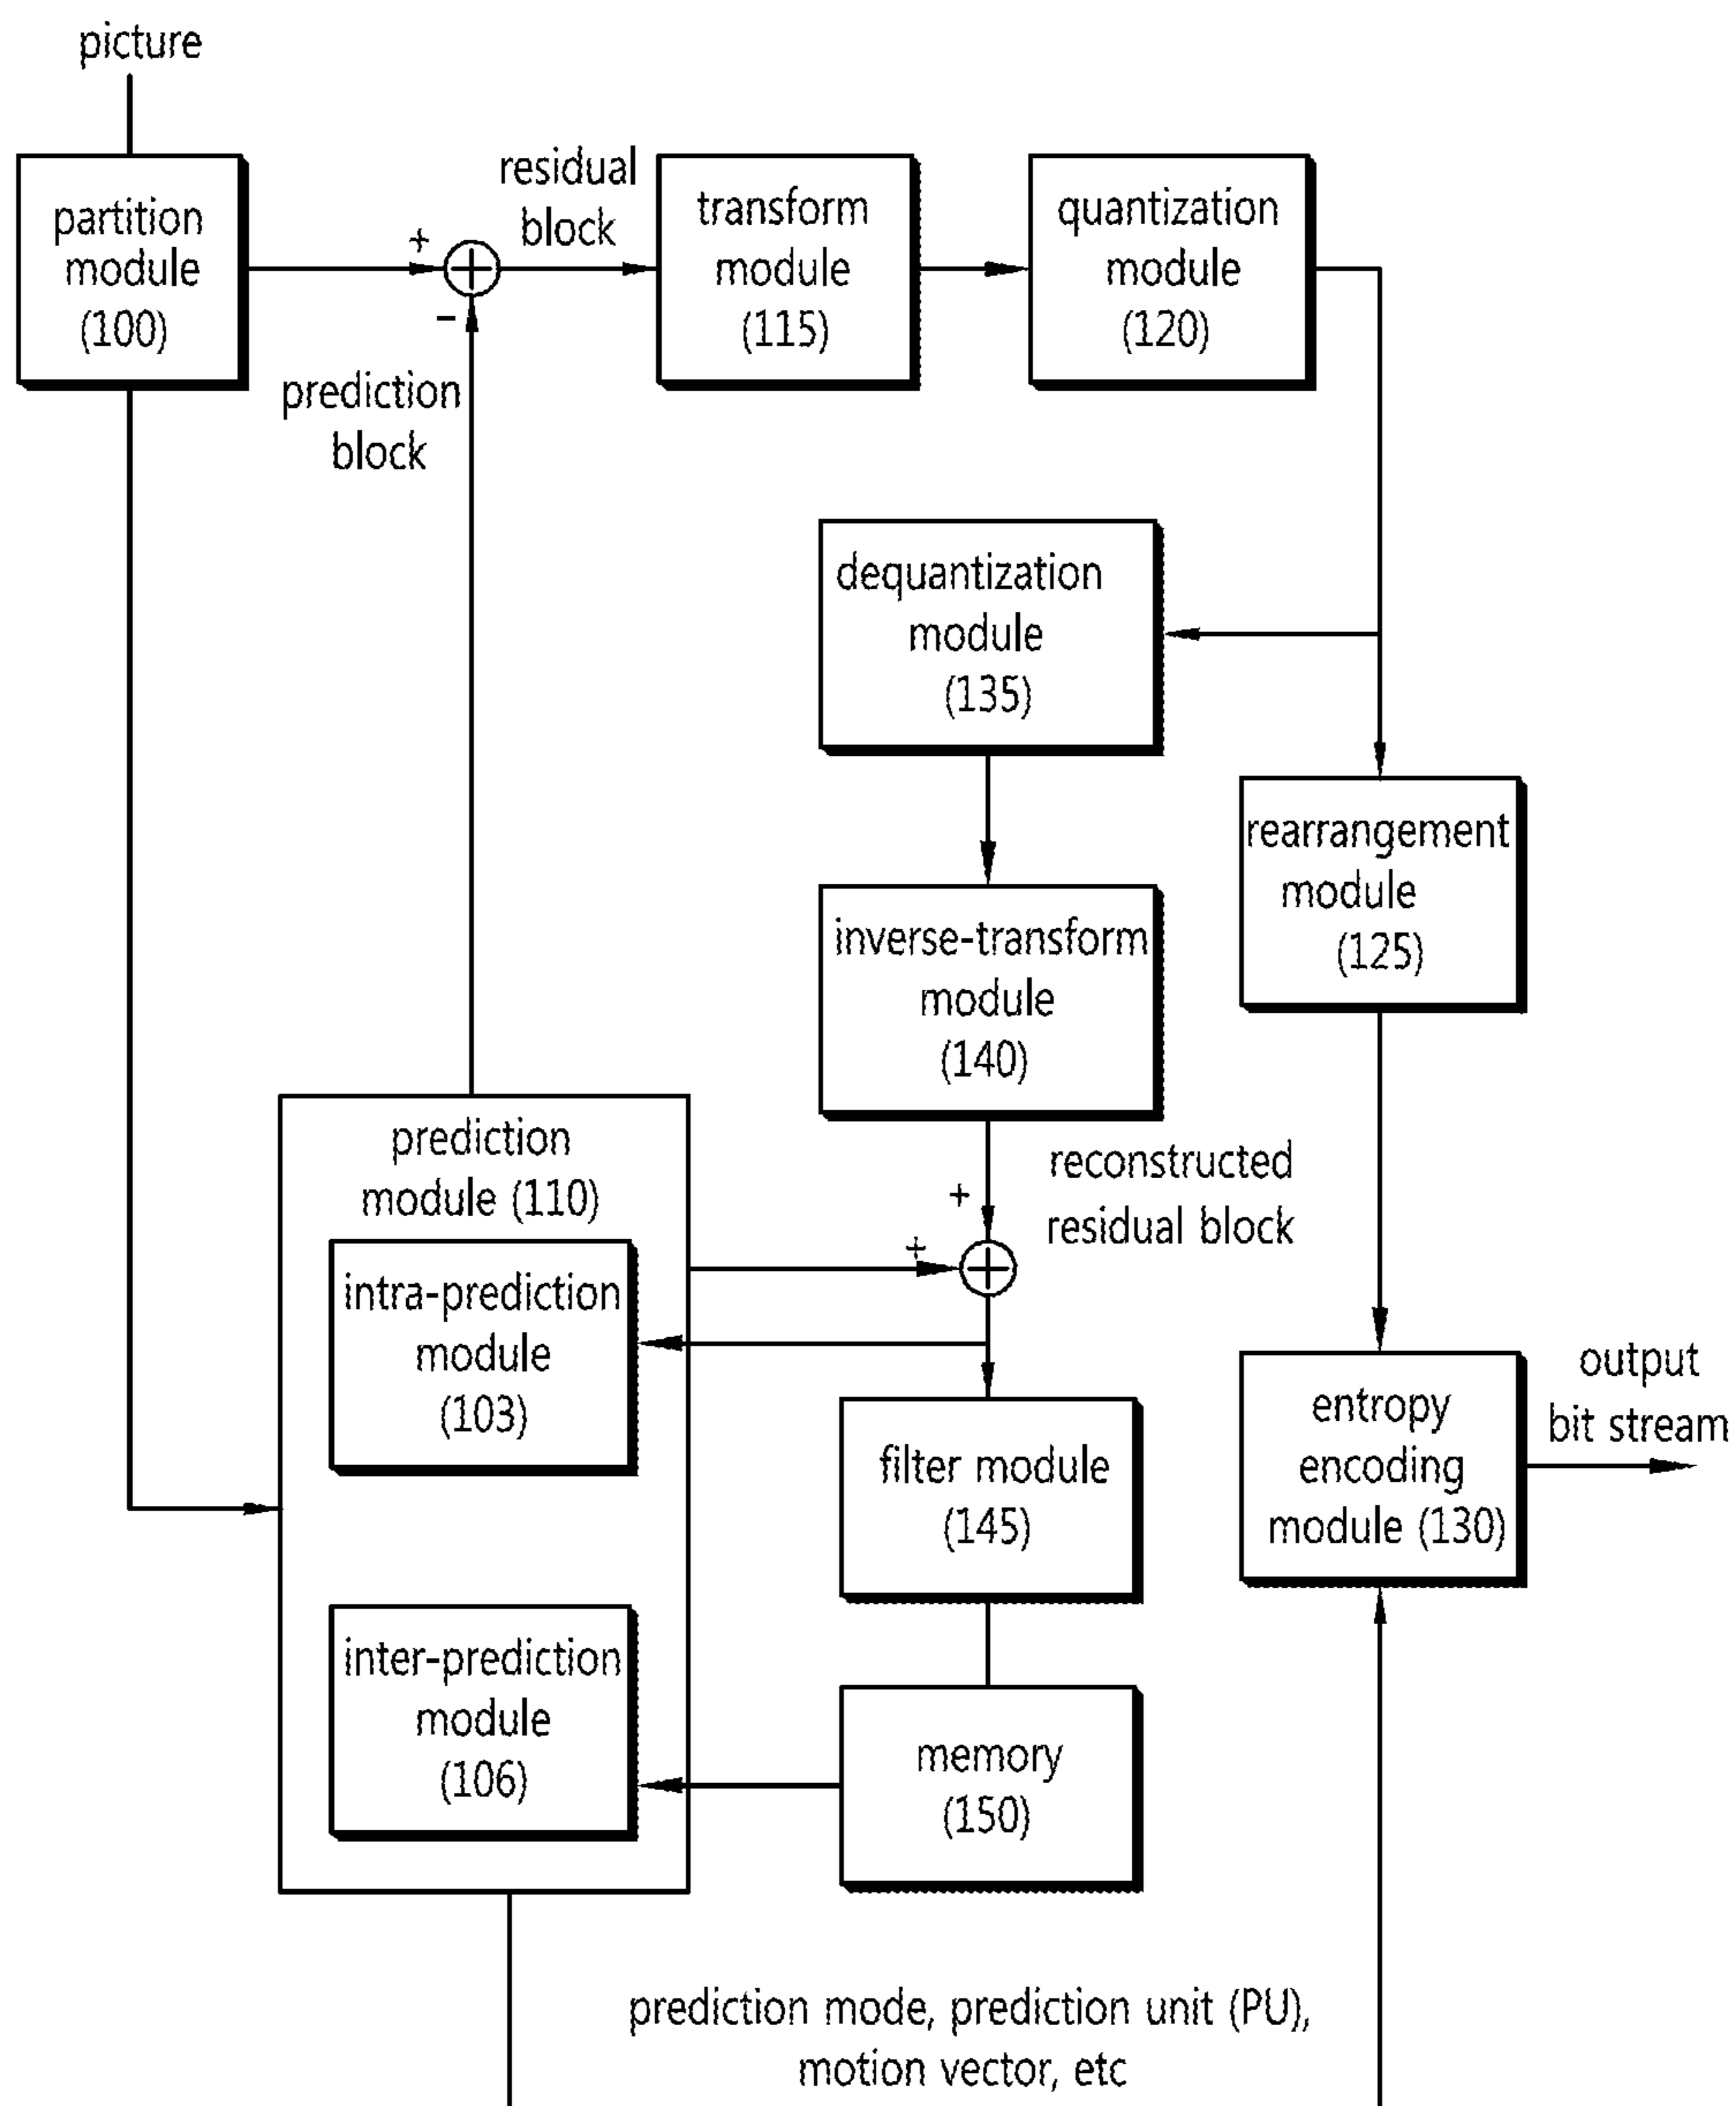 picture
partition
module
(100)
+
−
residual
block
prediction
block
transform
module
(115)
quantization
module
(120)
dequantization
module
(135)
rearrangement
module
(125)
inverse-transform
module
(140)
reconstructed
residual block
+
+
prediction
module (110)
intra-prediction
module
(103)
filter module
(145)
entropy
encoding
module (130)
output
bit stream
inter-prediction
module
(106)
memory
(150)
prediction mode, prediction unit (PU),
motion vector, etc